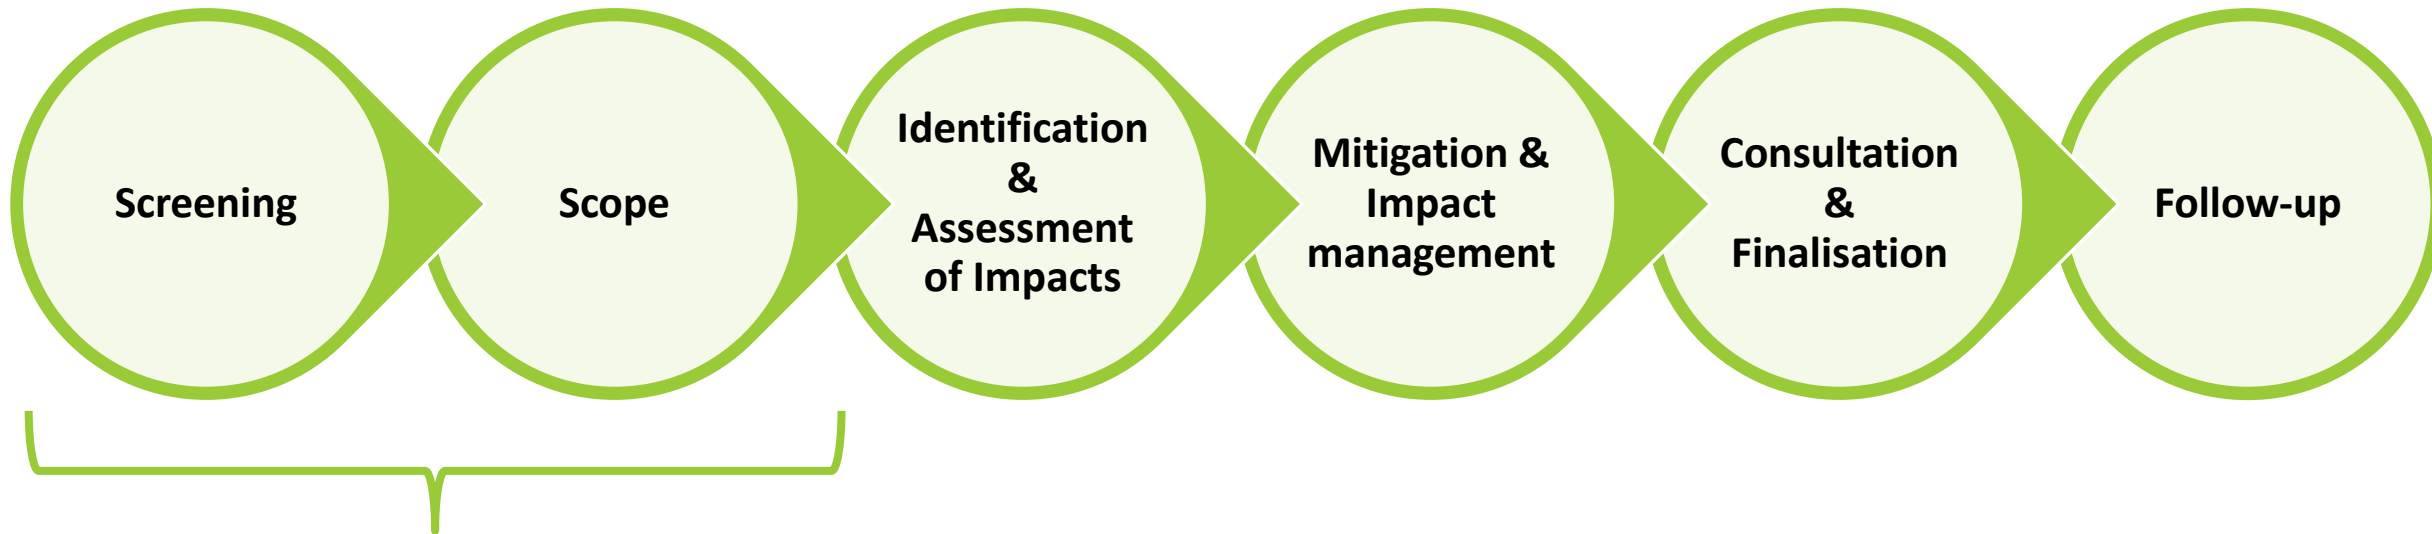 Screening
Scope
Identification
&
Assessment
of Impacts
Mitigation &
Impact
management
Consultation
&
Finalisation
Follow-up